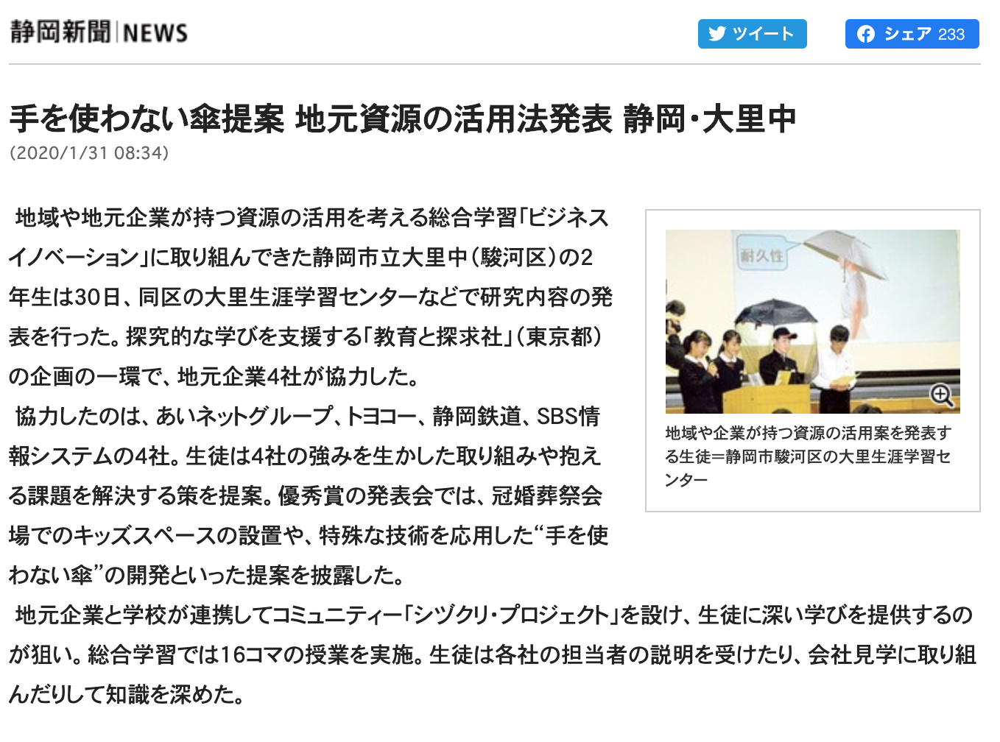 静岡新聞|NEWS
ツイート
シェア 233
手を使わない傘提案 地元資源の活用法発表 静岡・大里中
(2020/1/31 08:34)
地域や地元企業が持つ資源の活用を考える総合学習「ビジネス
イノベーション」に取り組んできた静岡市立大里中（駿河区）の2
年生は30日、同区の大里生涯学習センターなどで研究内容の発
表を行った。探究的な学びを支援する「教育と探求社」（東京都）
の企画の一環で、地元企業4社が協力した。
協力したのは、あいネットグループ、トヨコー、静岡鉄道、SBS情
報システムの4社。生徒は4社の強みを生かした取り組みや抱え
る課題を解決する策を提案。優秀賞の発表会では、冠婚葬祭会
場でのキッズスペースの設置や、特殊な技術を応用した“手を使
わない傘”の開発といった提案を披露した。
地元企業と学校が連携してコミュニティー「シヅクリ・プロジェクト」を設け、生徒に深い学びを提供するの
が狙い。総合学習では16コマの授業を実施。生徒は各社の担当者の説明を受けたり、会社見学に取り組
んだりして知識を深めた。
耐久性
地域や企業が持つ資源の活用案を発表す
る生徒＝静岡市駿河区の大里生涯学習セ
ンター